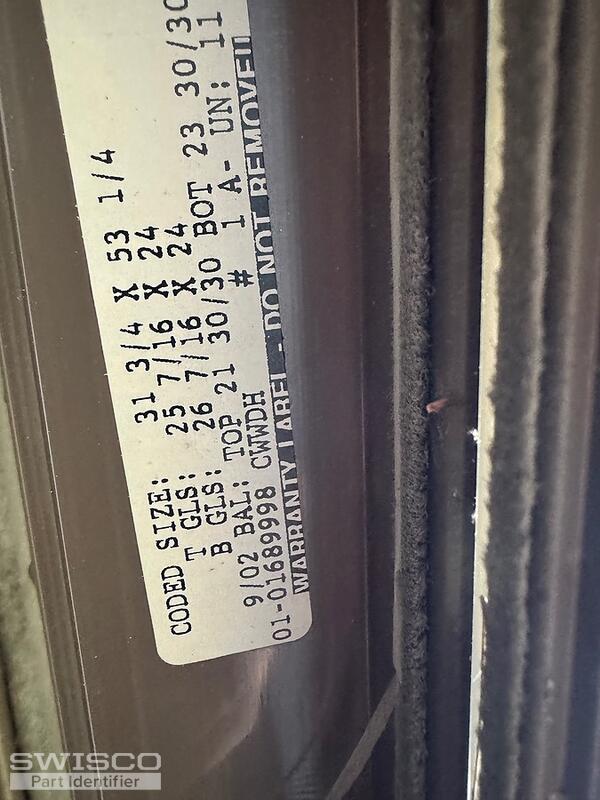 CODED SIZE: 31 3/4 X 53 1/4
T GLS: 25 7/16 X 24
B GLS: 26 7/16 X 24
9/02 BAL: TOP 21 30/30 BOT 23 30/30
01-01689998 CWWDH # 1 A- UN: 11
WARRANTY LABEL - DO NOT REMOVE
SWISCO
Part Identifier